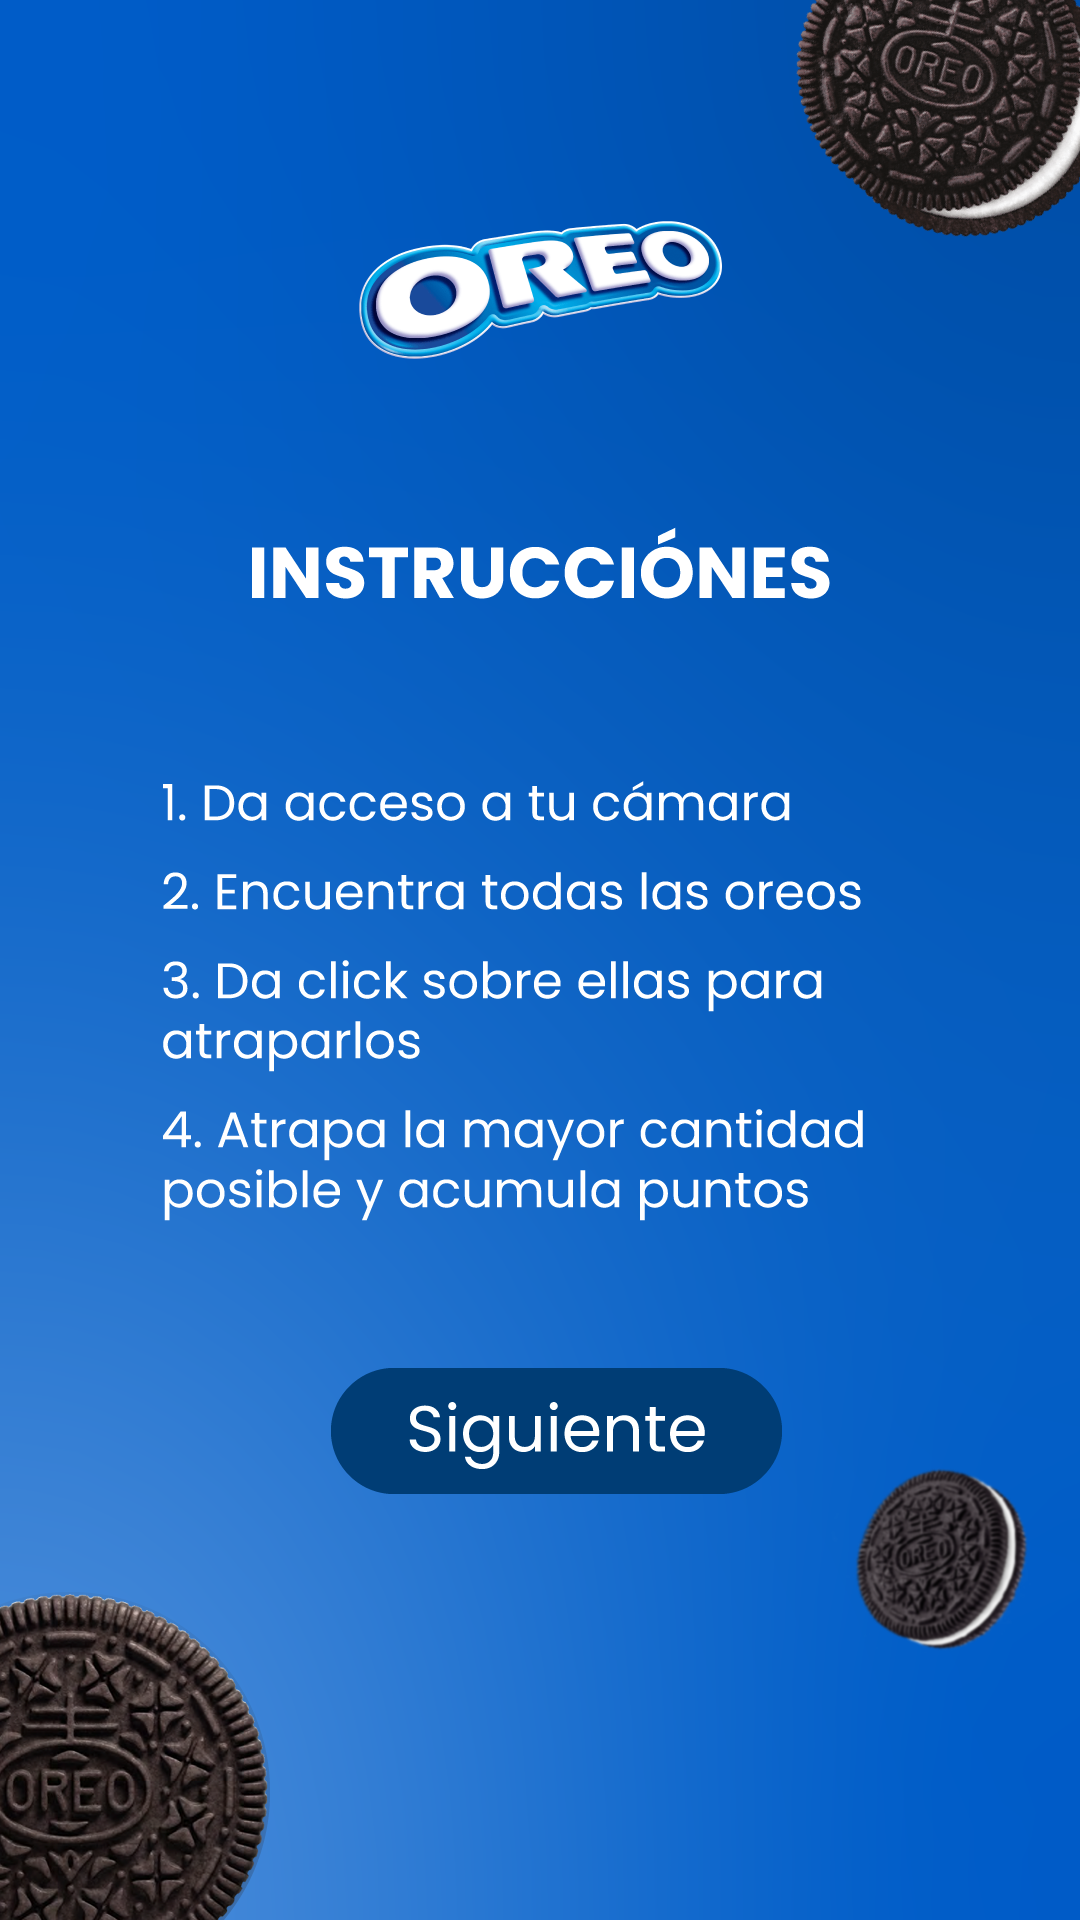 OREO
OREO
INSTRUCCIÓNES
1. Da acceso a tu cámara
2. Encuentra todas las oreos
3. Da click sobre ellas para
atraparlos
4. Atrapa la mayor cantidad
posible y acumula puntos
Siguiente
OREO
OREO